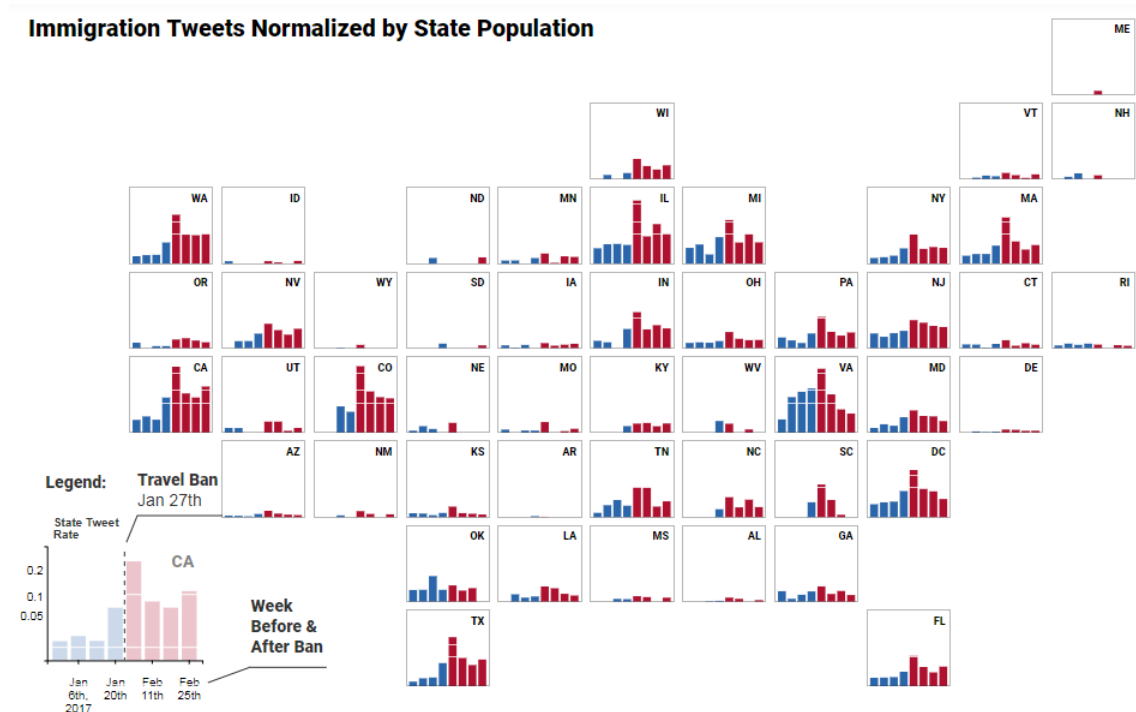 Immigration Tweets Normalized by State Population
ME
WI
VT
NH
WA
ID
ND
MN
IL
MI
NY
MA
OR
NV
WY
SD
IA
IN
OH
PA
NJ
CT
RI
CA
UT
CO
NE
MO
KY
WV
VA
MD
DE
AZ
NM
KS
AR
TN
NC
SC
DC
OK
LA
MS
AL
GA
TX
FL
Legend:
Travel Ban
Jan 27th
State Tweet
Rate
CA
0.2
0.1
0.05
Jan
6th,
2017
Jan
20th
Feb
11th
Feb
25th
Week
Before &
After Ban